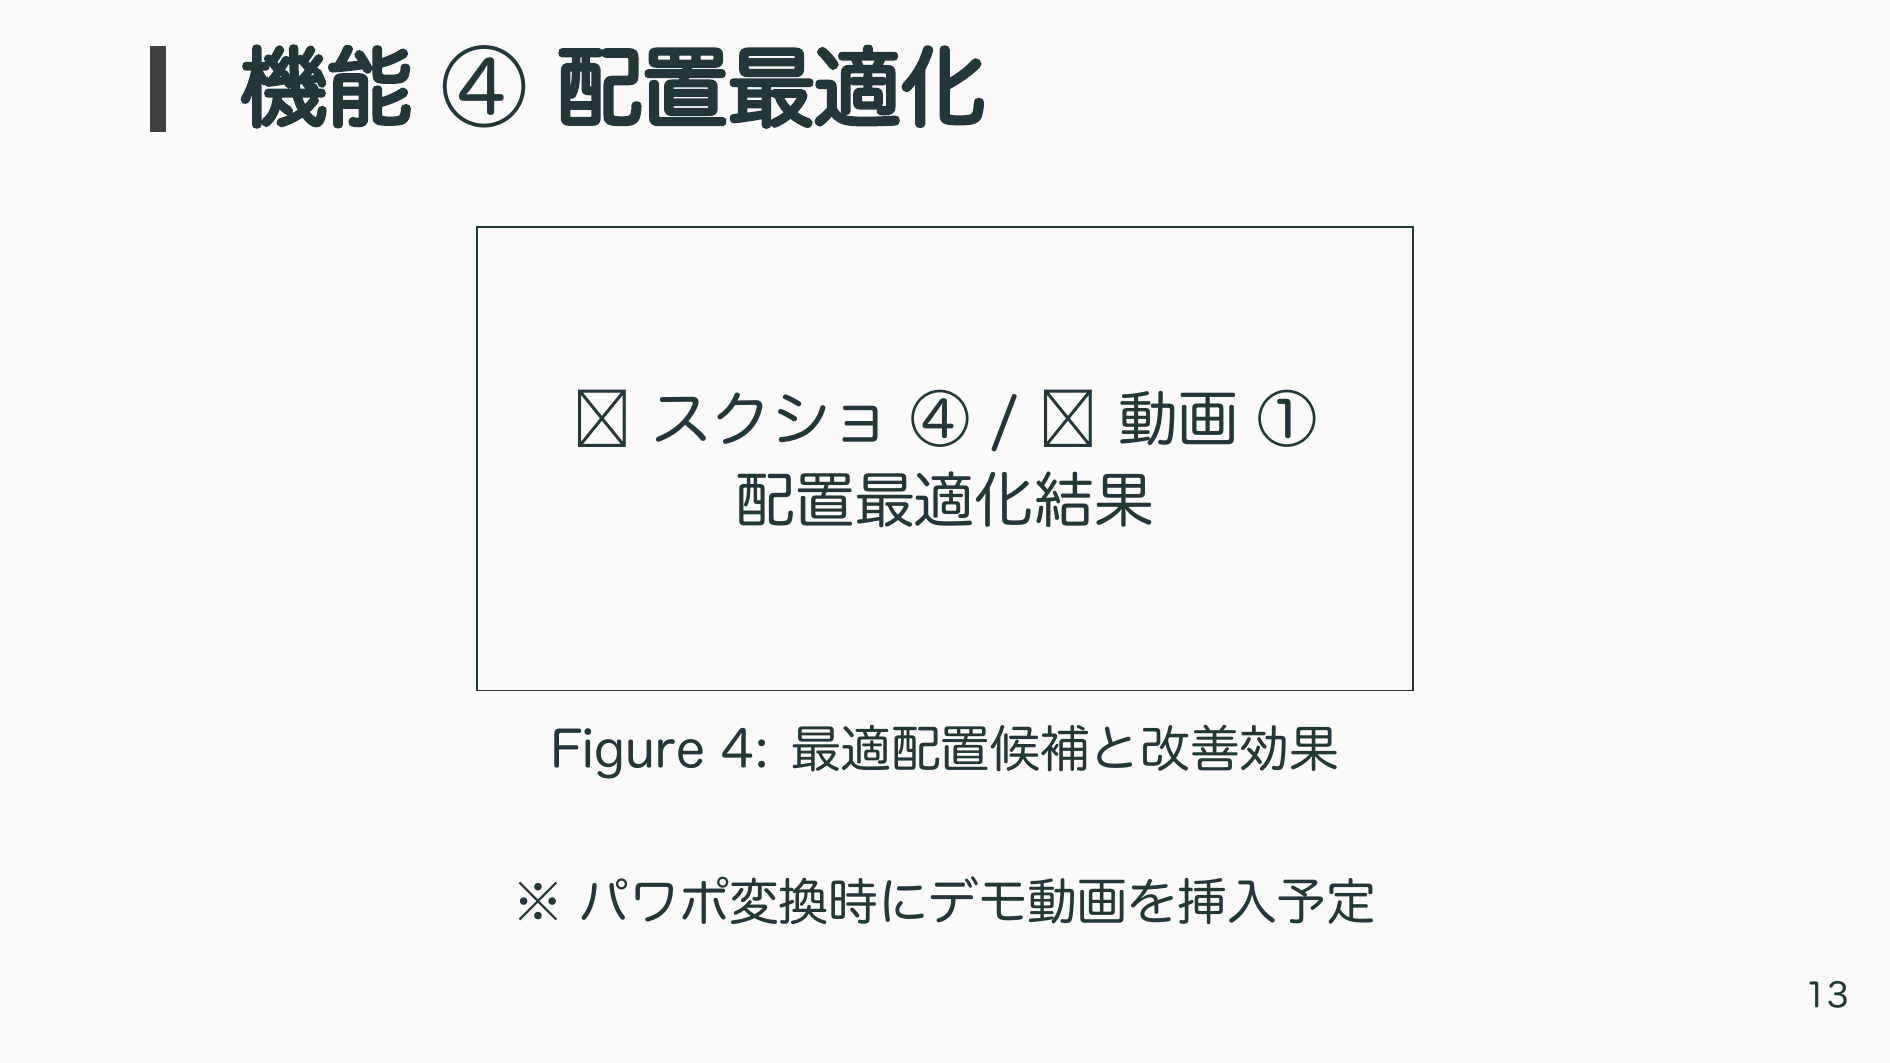 機能 ④ 配置最適化
スクショ ④ / 動画 ①
配置最適化結果
Figure 4: 最適配置候補と改善効果
※ パワポ変換時にデモ動画を挿入予定
13